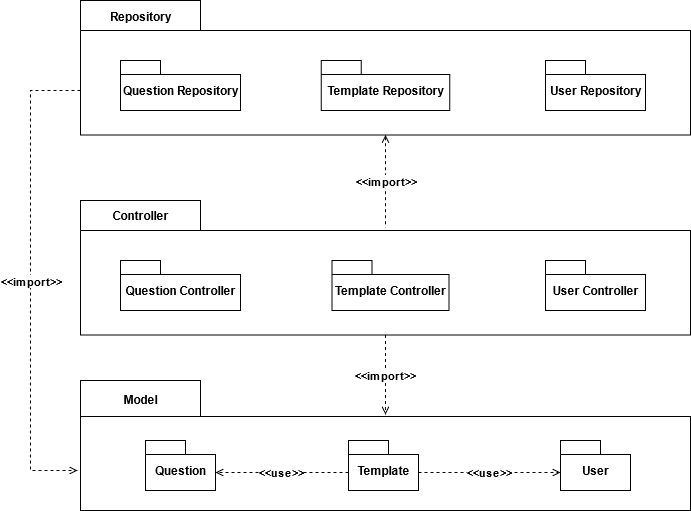 Repository
Question Repository
Template Repository
User Repository
<<import>>
Controller
<<import>>
Question Controller
Template Controller
User Controller
<<import>>
Model
Question
<<use>>
Template
<<use>>
User